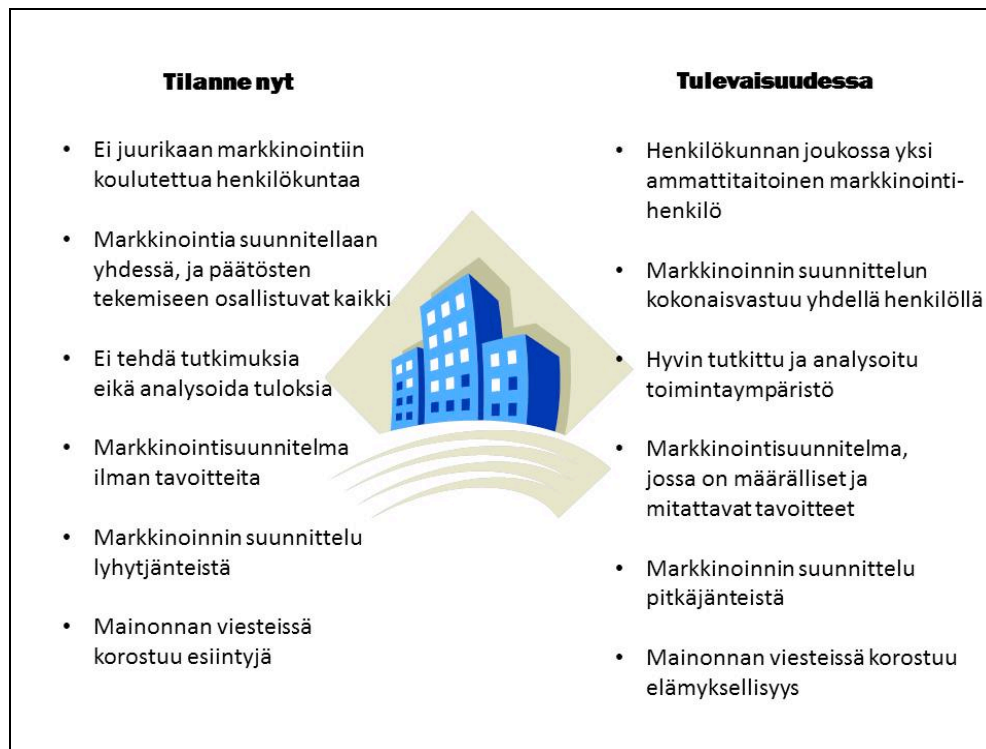 Tilanne nyt
• Ei juurikaan markkinointiin
koulutettua henkilökuntaa
• Markkinointia suunnitellaan
yhdessä, ja päätösten
tekemiseen osallistuvat kaikki
• Ei tehdä tutkimuksia
eikä analysoida tuloksia
• Markkinointisuunnitelma
ilman tavoitteita
• Markkinoinnin suunnittelu
lyhytjänteistä
• Mainonnan viesteissä
korostuu esiintyjä
Tulevaisuudessa
• Henkilökunnan joukossa yksi
ammattitaitoinen markkinointi-
henkilö
• Markkinoinnin suunnittelun
kokonaisvastuu yhdellä henkilöllä
• Hyvin tutkittu ja analysoitu
toimintaympäristö
• Markkinointisuunnitelma,
jossa on määrälliset ja
mitattavat tavoitteet
• Markkinoinnin suunnittelu
pitkäjänteistä
• Mainonnan viesteissä korostuu
elämyksellisyys